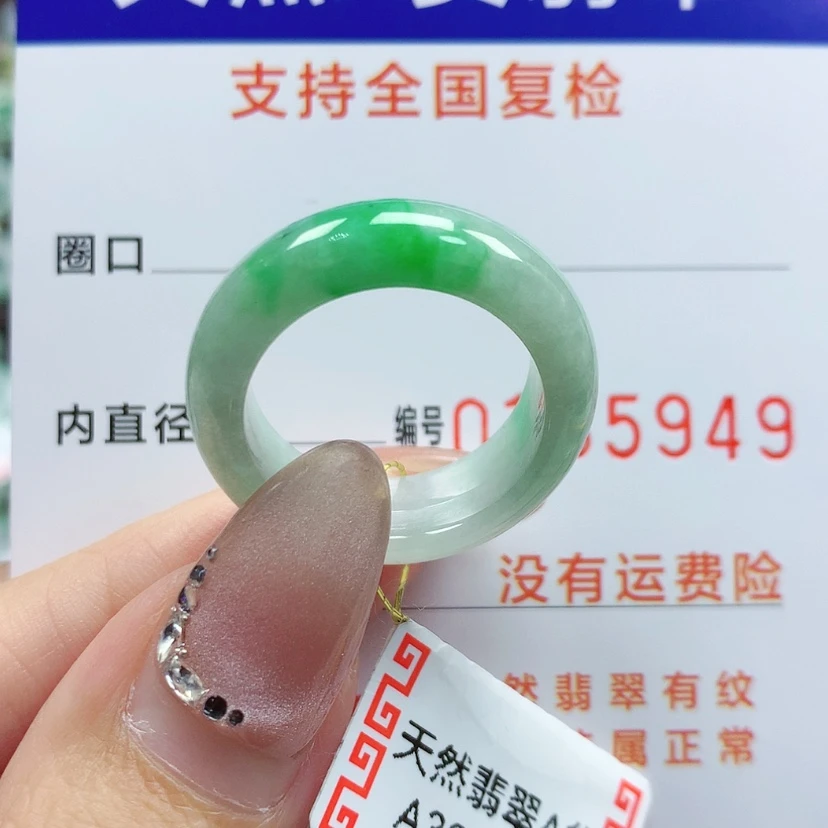 支持全国复检
圈口
内直径
编号 5949
没有运费险
然翡翠有纹
属正常
天然翡翠A